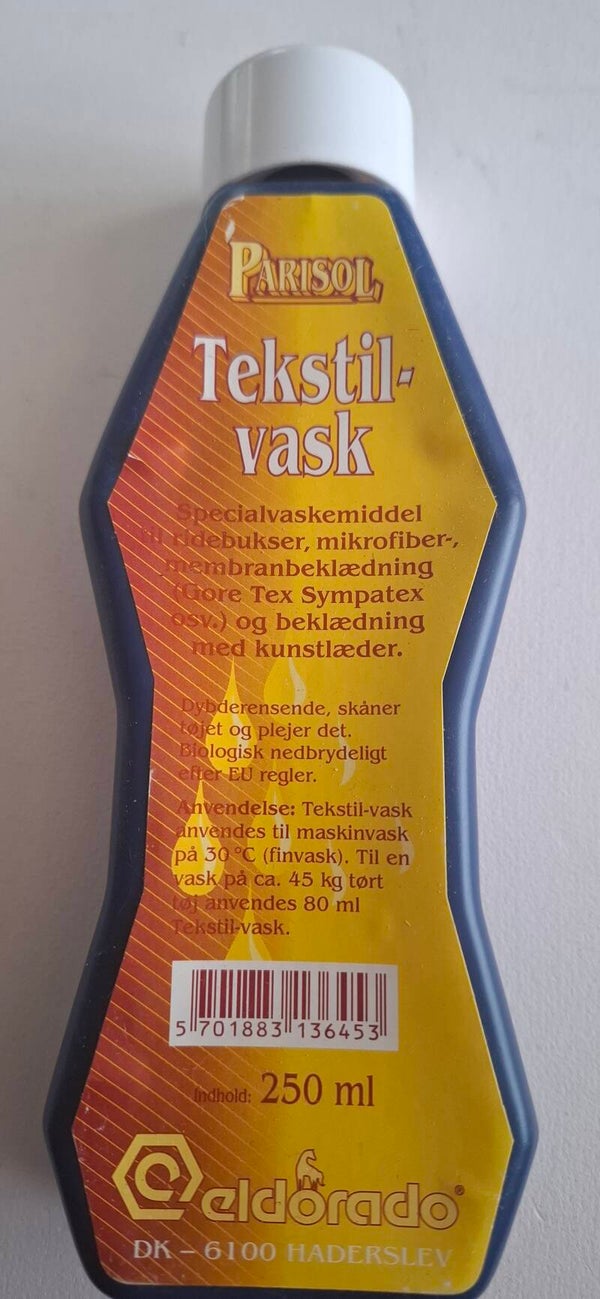 PARISOL
Tekstil-
vask
Specialvaskemiddel
til ridebukser, mikrofiber-,
membranbeklædning
(Gore Tex Sympatex
osv.) og beklædning
med kunstlæder.
Dybderensende, skåner
tøjet og plejer det.
Biologisk nedbrydeligt
efter EU regler.
Anvendelse: Tekstil-vask
anvendes til maskinvask
på 30 °C (finvask). Til en
vask på ca. 45 kg tørt
tøj anvendes 80 ml
Tekstil-vask.
5 701883 136453
Indhold: 250 ml
eldorado®
DK – 6100 HADERSLEV